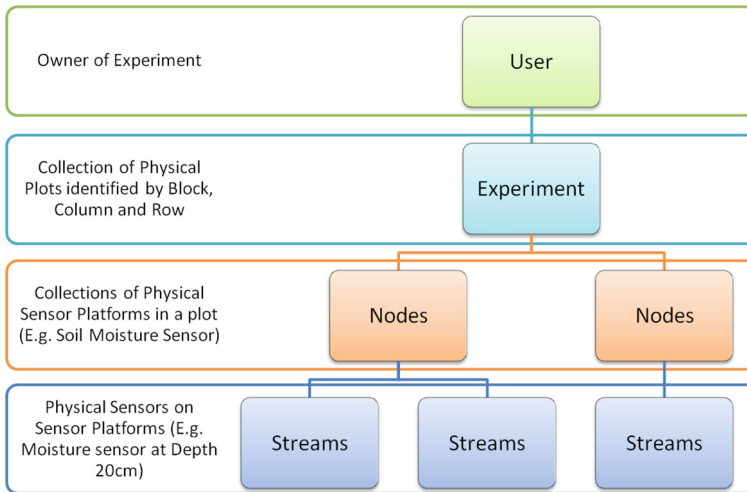 Owner of Experiment
User
Collection of Physical
Plots identified by Block,
Column and Row
Experiment
Collections of Physical
Sensor Platforms in a plot
(E.g. Soil Moisture Sensor)
Nodes
Nodes
Physical Sensors on
Sensor Platforms (E.g.
Moisture sensor at Depth
20cm)
Streams
Streams
Streams